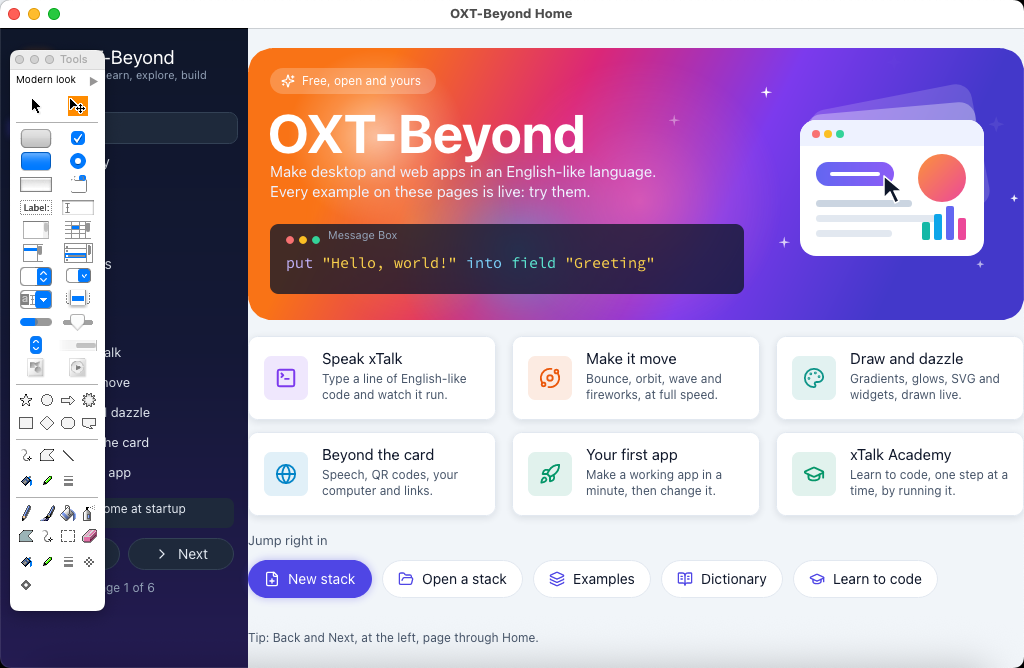 OXT-Beyond Home
-Beyond
earn, explore, build
Tools
Modern look
Label:
Next
ome at startup
ge 1 of 6
alk
nove
dazzle
he card
app
Free, open and yours
OXT-Beyond
Make desktop and web apps in an English-like language.
Every example on these pages is live: try them.
Message Box
put "Hello, world!" into field "Greeting"
Speak xTalk
Type a line of English-like
code and watch it run.
Make it move
Bounce, orbit, wave and
fireworks, at full speed.
Draw and dazzle
Gradients, glows, SVG and
widgets, drawn live.
Beyond the card
Speech, QR codes, your
computer and links.
Your first app
Make a working app in a
minute, then change it.
xTalk Academy
Learn to code, one step at a
time, by running it.
Jump right in
New stack
Open a stack
Examples
Dictionary
Learn to code
Tip: Back and Next, at the left, page through Home.